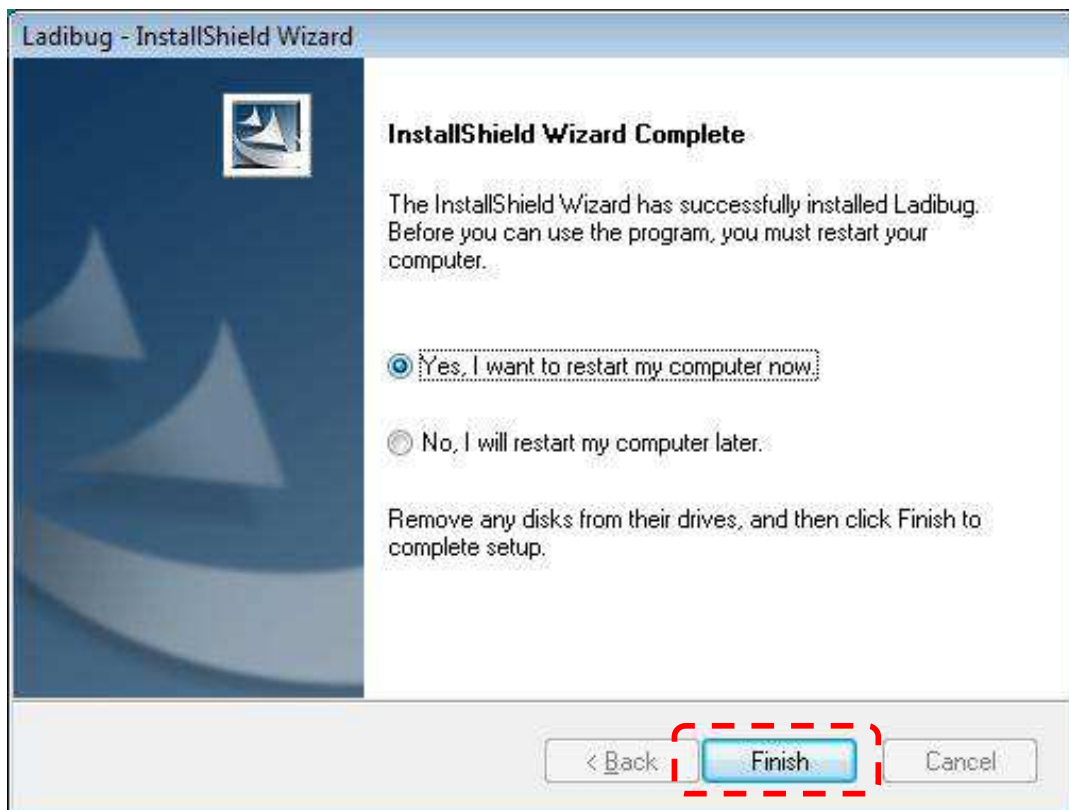 Ladibug - InstallShield Wizard
InstallShield Wizard Complete
The InstallShield Wizard has successfully installed Ladibug.
Before you can use the program, you must restart your
computer.
Yes, I want to restart my computer now.
No, I will restart my computer later.
Remove any disks from their drives, and then click Finish to
complete setup.
< Back
Finish
Cancel